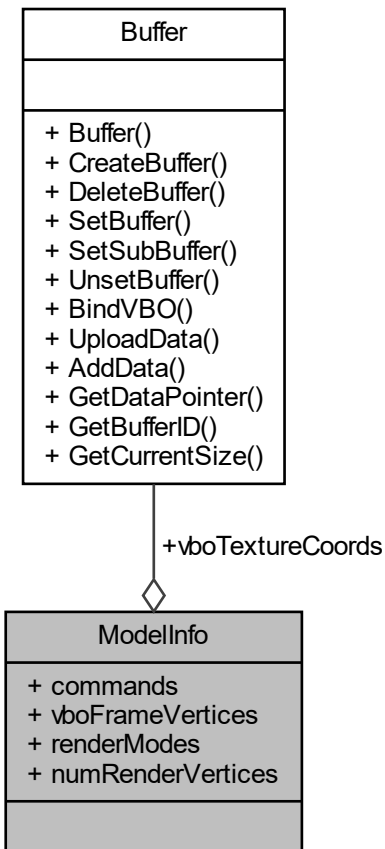 Buffer
+ Buffer()
+ CreateBuffer()
+ DeleteBuffer()
+ SetBuffer()
+ SetSubBuffer()
+ UnsetBuffer()
+ BindVBO()
+ UploadData()
+ AddData()
+ GetDataPointer()
+ GetBufferID()
+ GetCurrentSize()
+vboTextureCoords
ModelInfo
+ commands
+ vboFrameVertices
+ renderModes
+ numRenderVertices